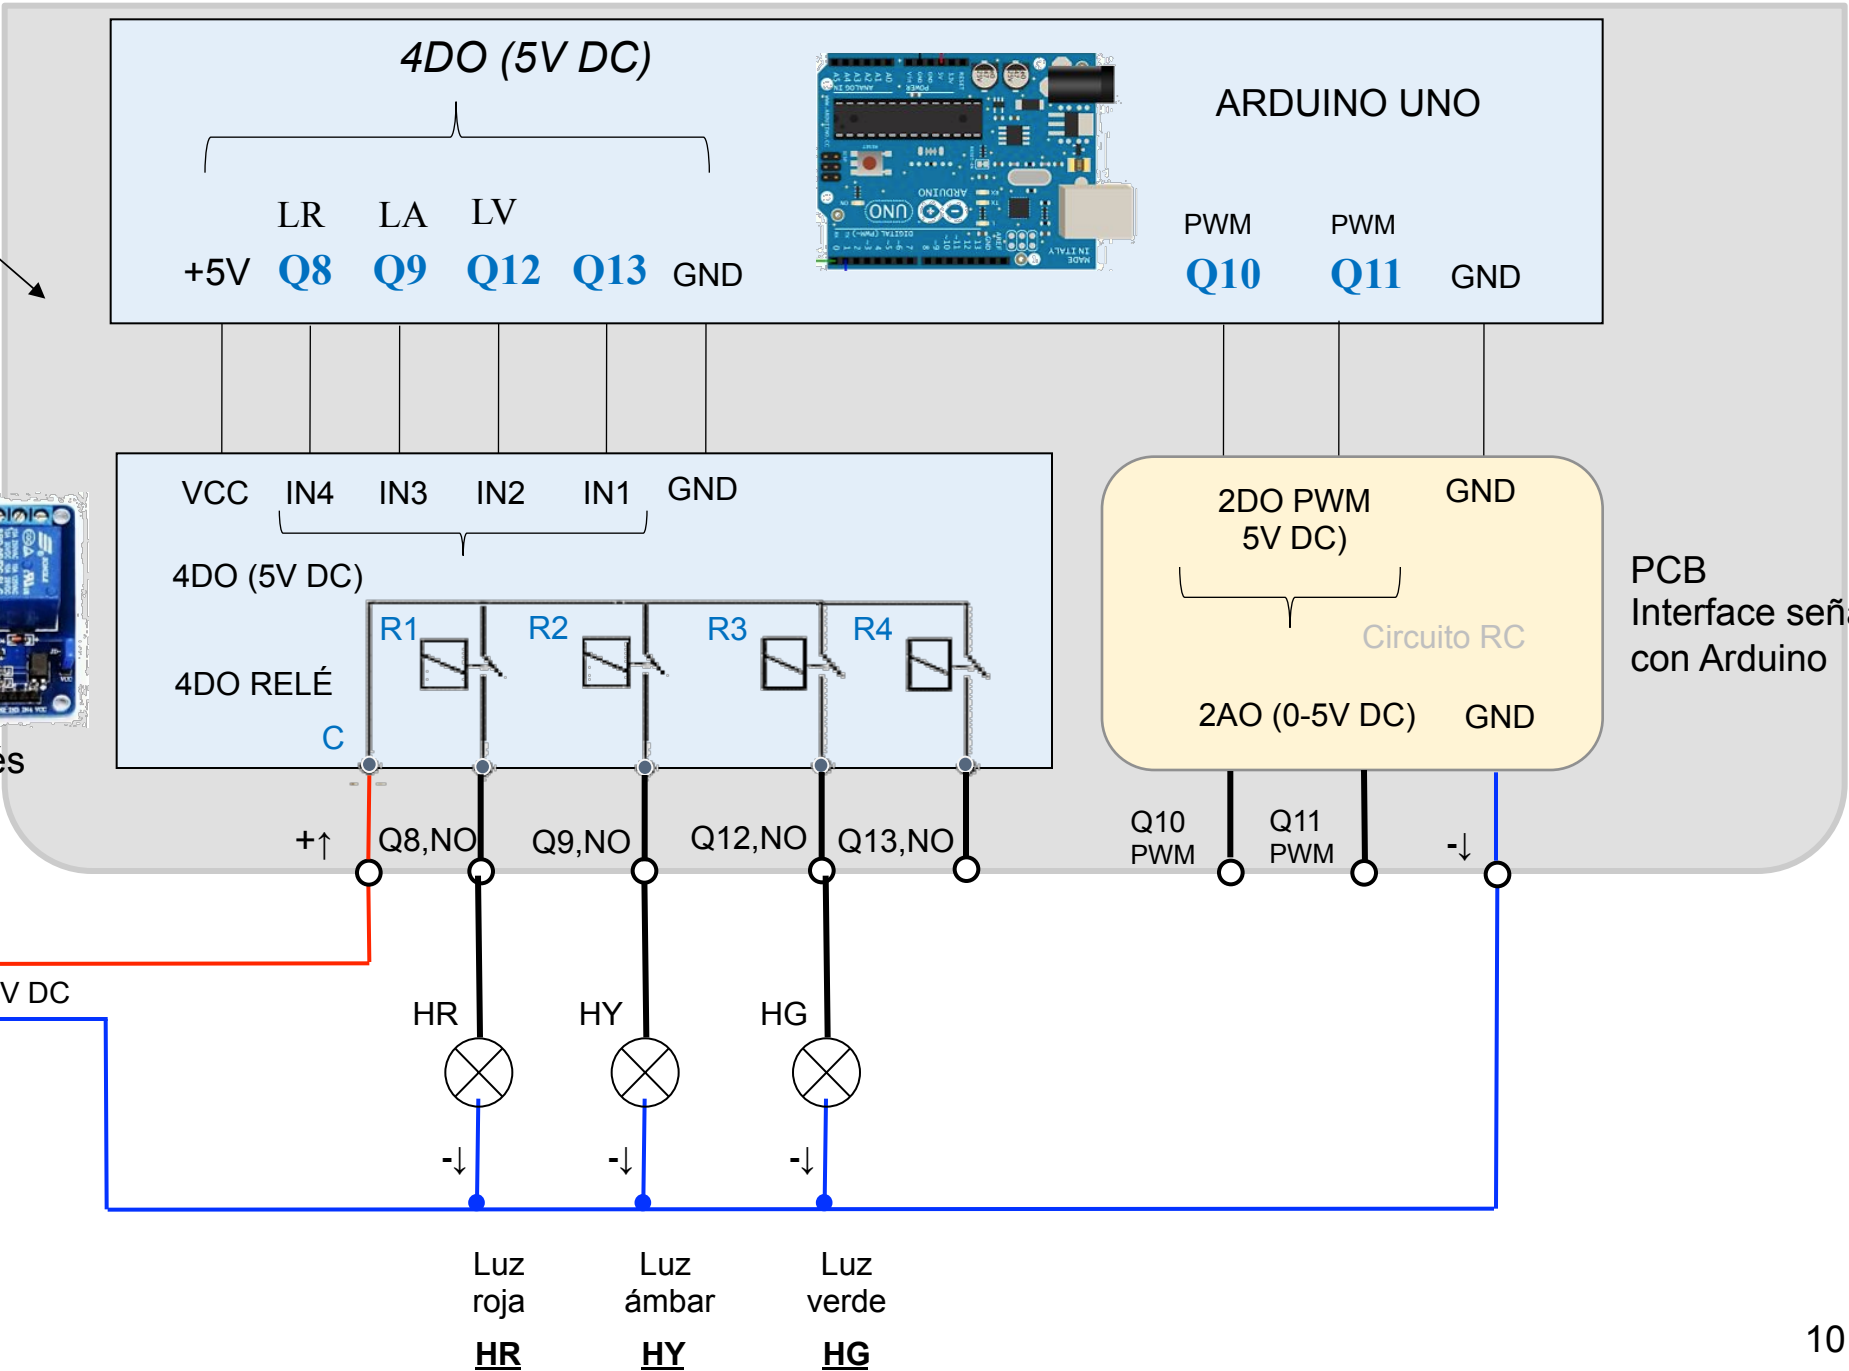 4DO (5V DC)
ARDUINO UNO
LR LA LV
PWM PWM
+5V Q8 Q9 Q12 Q13 GND
Q10 Q11 GND
VCC IN4 IN3 IN2 IN1 GND
4DO (5V DC)
R1 R2 R3 R4
4DO RELÉ
C
2DO PWM GND
5V DC)
Circuito RC
2AO (0-5V DC) GND
PCB
Interface seña
con Arduino
es
+↑ Q8,NO Q9,NO Q12,NO Q13,NO
Q10 Q11
PWM PWM -↓
V DC
HR HY HG
-↓ -↓ -↓
Luz Luz Luz
roja ámbar verde
HR HY HG
10